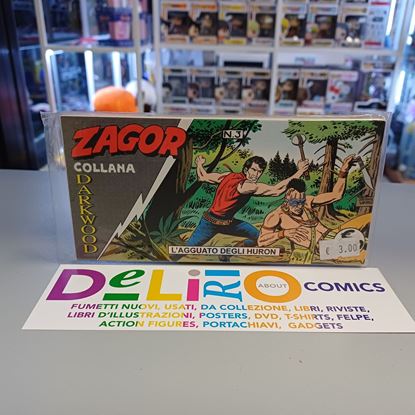 ZAGOR
COLLANA
DARKWOOD
N.3
L'AGGUATO DEGLI HURON
€ 3.00
DeLiRIO ABOUT COMICS
FUMETTI NUOVI, USATI, DA COLLEZIONE, LIBRI, RIVISTE,
LIBRI D'ILLUSTRAZIONI, POSTERS, DVD, T-SHIRTS, FELPE,
ACTION FIGURES, PORTACHIAVI, GADGETS